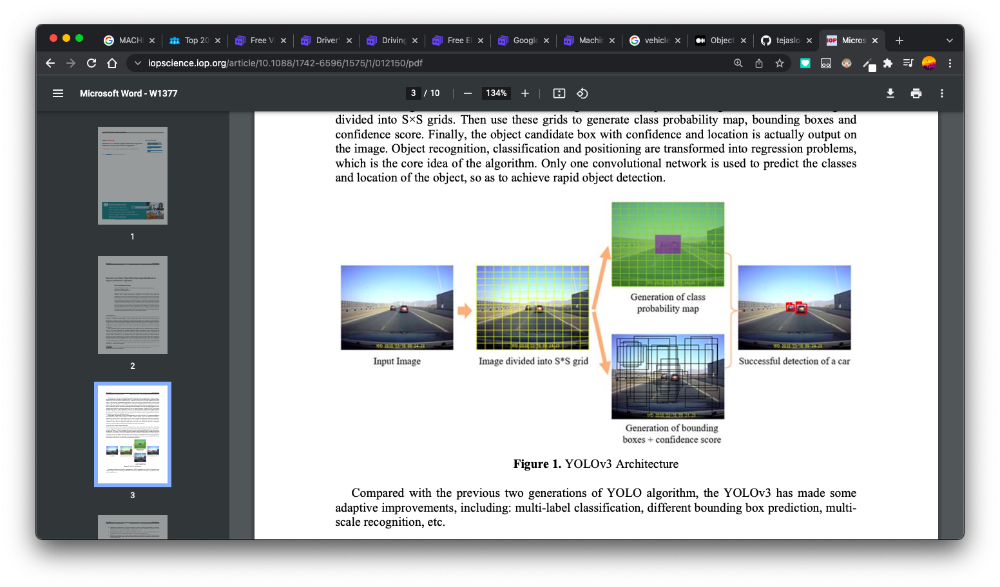 MACHI
Top 20
Free V
Driver'
Driving
Free E
Google
Machin
vehicle
Object
tejaslo
IOP
Micros
iopscience.iop.org/article/10.1088/1742-6596/1575/1/012150/pdf
Microsoft Word - W1377
3 / 10
134%
divided into S×S grids. Then use these grids to generate class probability map, bounding boxes and
confidence score. Finally, the object candidate box with confidence and location is actually output on
the image. Object recognition, classification and positioning are transformed into regression problems,
which is the core idea of the algorithm. Only one convolutional network is used to predict the classes
and location of the object, so as to achieve rapid object detection.
Generation of class
probability map
Input Image
Image divided into S*S grid
Successful detection of a car
Generation of bounding
boxes + confidence score
Figure 1. YOLOv3 Architecture
Compared with the previous two generations of YOLO algorithm, the YOLOv3 has made some
adaptive improvements, including: multi-label classification, different bounding box prediction, multi-
scale recognition, etc.
1
2
3